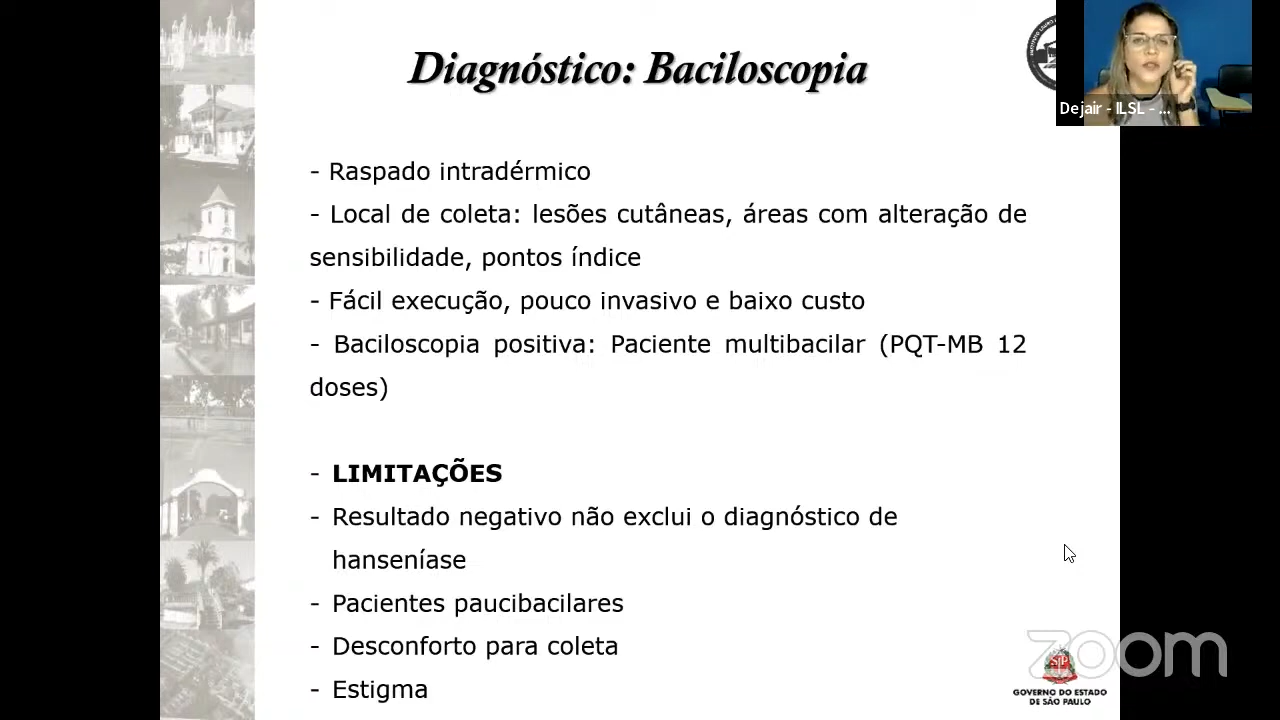 Diagnóstico: Baciloscopia
Dejair - ILSL - ...
- Raspado intradérmico
- Local de coleta: lesões cutâneas, áreas com alteração de
sensibilidade, pontos índice
- Fácil execução, pouco invasivo e baixo custo
- Baciloscopia positiva: Paciente multibacilar (PQT-MB 12
doses)
- LIMITAÇÕES
- Resultado negativo não exclui o diagnóstico de
hanseníase
- Pacientes paucibacilares
- Desconforto para coleta
- Estigma
zoom
GOVERNO DO ESTADO
DE SÃO PAULO